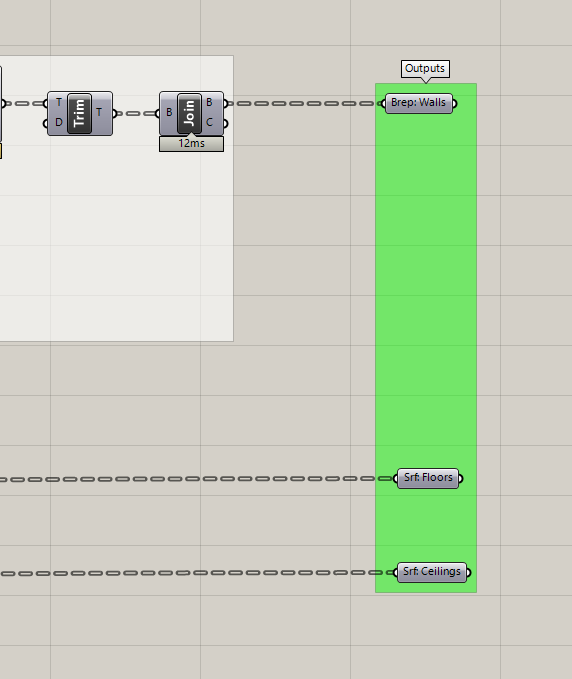 Outputs
T
D
Trim
T
B
Join
B
C
Brep: Walls
12ms
Srf: Floors
Srf: Ceilings